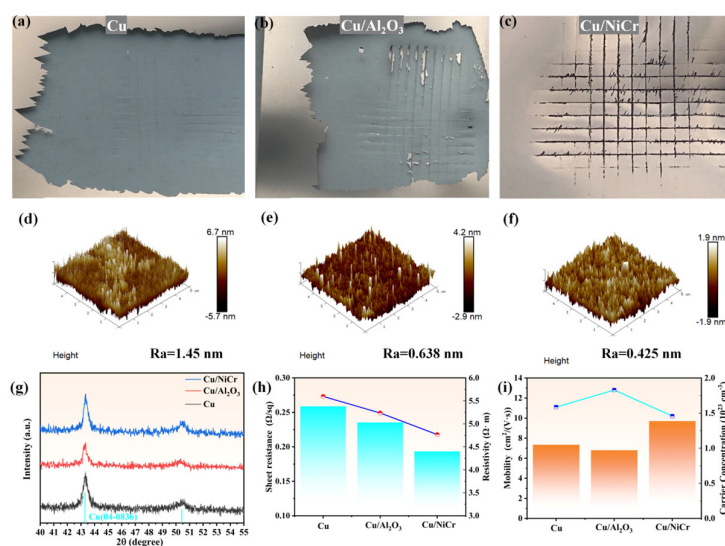 (a)
Cu
(b)
Cu/Al₂O₃
(c)
Cu/NiCr
(d)
6.7 nm
-5.7 nm
Height
Ra=1.45 nm
(e)
4.2 nm
-2.9 nm
Height
Ra=0.638 nm
(f)
1.9 nm
-1.9 nm
Height
Ra=0.425 nm
(g)
Cu/NiCr
Cu/Al₂O₃
Cu
Cu(04-0836)
Intensity (a.u.)
40 41 42 43 44 45 46 47 48 49 50 51 52 53 54 55
2θ (degree)
(h)
Sheet resistance (Ω/sq)
0.30
0.25
0.20
0.15
0.10
Cu Cu/Al₂O₃ Cu/NiCr
6.0
5.5
5.0
4.5
4.0
3.5
3.0
Resistivity (Ω· m)
(i)
Mobility (cm²/(V·s))
14
12
10
8
6
4
2
0
Cu Cu/Al₂O₃ Cu/NiCr
2.0
1.5
1.0
0.5
0.0
Carrier Concentration (10²³ cm⁻³)